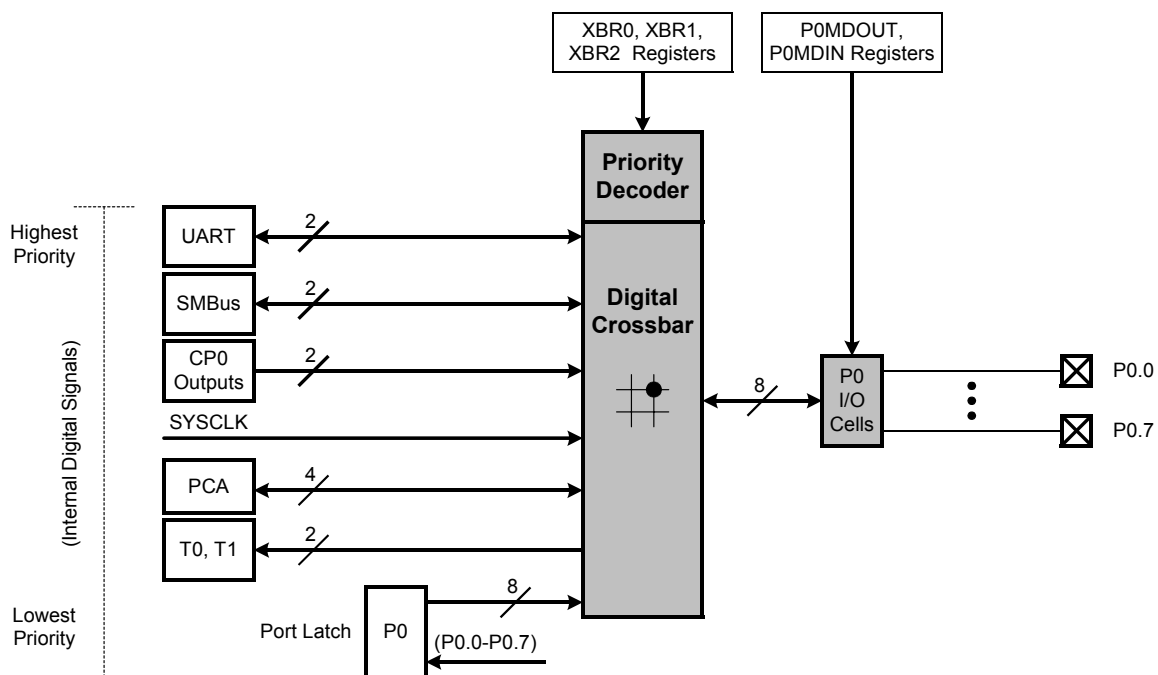 XBR0, XBR1,
XBR2 Registers
P0MDOUT,
P0MDIN Registers
Priority
Decoder
Highest
Priority
UART
2
SMBus
2
Digital
Crossbar
CP0
Outputs
2
P0
I/O
Cells
8
P0.0
P0.7
SYSCLK
(Internal Digital Signals)
PCA
4
T0, T1
2
Lowest
Priority
Port Latch
P0
8
(P0.0-P0.7)